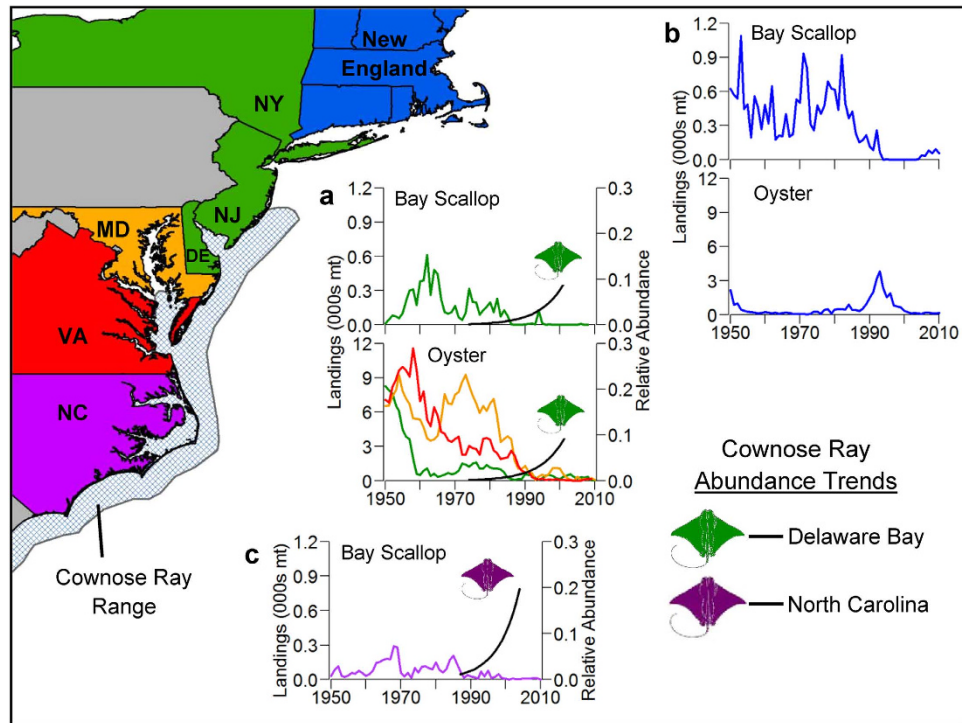 New
England
NY
NJ
MD
DE
VA
NC
Cownose Ray
Range
a
Bay Scallop
Landings (000s mt)
Relative Abundance
1.2
0.9
0.6
0.3
0.0
0.3
0.2
0.1
0.0
Oyster
9
6
3
0
0.3
0.2
0.1
0.0
1950 1970 1990 2010
b
Bay Scallop
Landings (000s mt)
1.2
0.9
0.6
0.3
0.0
Oyster
12
9
6
3
0
1950 1970 1990 2010
c
Bay Scallop
Landings (000s mt)
Relative Abundance
1.2
0.9
0.6
0.3
0.0
0.3
0.2
0.1
0.0
1950 1970 1990 2010
Cownose Ray
Abundance Trends
Delaware Bay
North Carolina